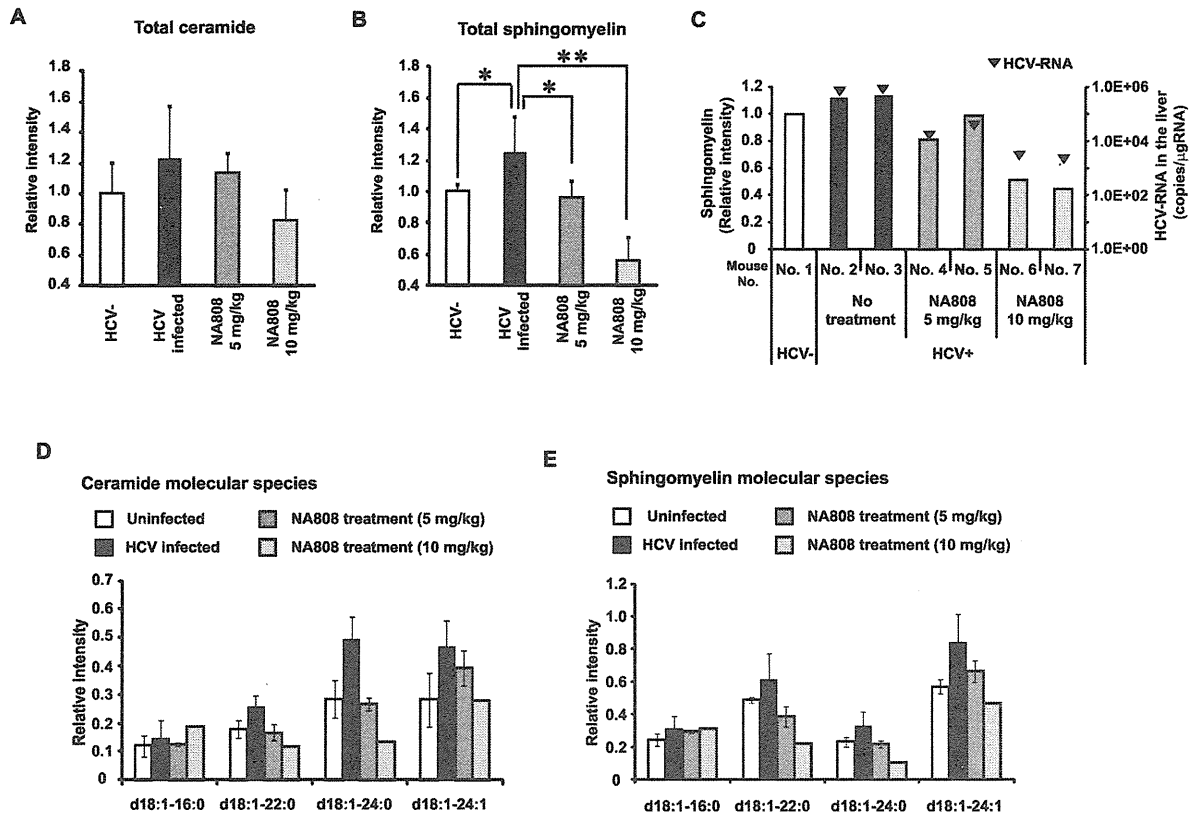 A
Total ceramide
Relative intensity
1.8
1.6
1.4
1.2
1.0
0.8
0.6
0.4
HCV-
HCV infected
NA808 5 mg/kg
NA808 10 mg/kg
B
Total sphingomyelin
Relative intensity
1.8
1.6
1.4
1.2
1.0
0.8
0.6
0.4
*
*
**
HCV-
HCV infected
NA808 5 mg/kg
NA808 10 mg/kg
C
HCV-RNA
Sphingomyelin
(Relative intensity)
1.2
1.0
0.8
0.6
0.4
0.2
0
1.0E+06
1.0E+04
1.0E+02
1.0E+00
HCV-RNA in the liver
(copies/μgRNA)
Mouse No.
No. 1 No. 2 No. 3 No. 4 No. 5 No. 6 No. 7
No treatment
NA808 5 mg/kg
NA808 10 mg/kg
HCV-
HCV+
D
Ceramide molecular species
Uninfected
NA808 treatment (5 mg/kg)
HCV infected
NA808 treatment (10 mg/kg)
Relative intensity
0.7
0.6
0.5
0.4
0.3
0.2
0.1
0
d18:1-16:0 d18:1-22:0 d18:1-24:0 d18:1-24:1
E
Sphingomyelin molecular species
Uninfected
NA808 treatment (5 mg/kg)
HCV infected
NA808 treatment (10 mg/kg)
Relative intensity
1.2
1.0
0.8
0.6
0.4
0.2
0
d18:1-16:0 d18:1-22:0 d18:1-24:0 d18:1-24:1